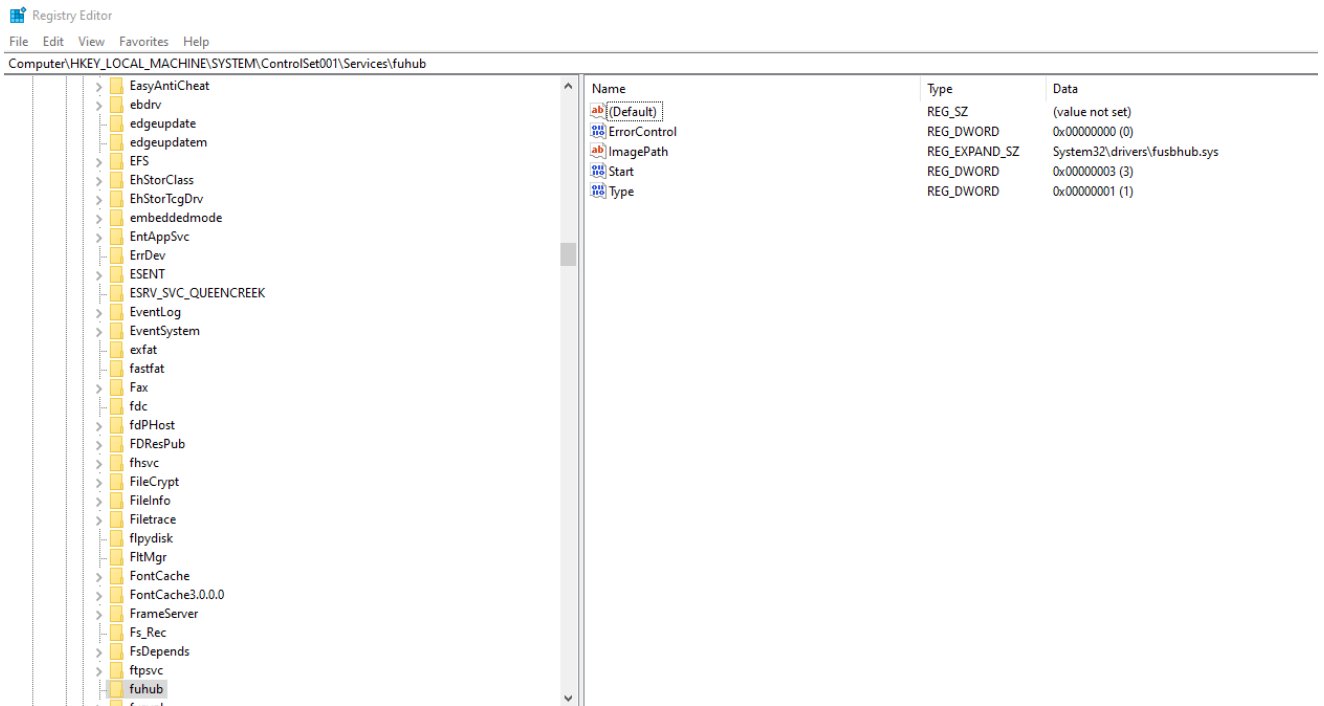 Registry Editor
File Edit View Favorites Help
Computer\HKEY_LOCAL_MACHINE\SYSTEM\ControlSet001\Services\fuhub
EasyAntiCheat
ebdrv
edgeupdate
edgeupdatem
EFS
EhStorClass
EhStorTcgDrv
embeddedmode
EntAppSvc
ErrDev
ESENT
ESRV_SVC_QUEENCREEK
EventLog
EventSystem
exfat
fastfat
Fax
fdc
fdPHost
FDResPub
fhsvc
FileCrypt
FileInfo
Filetrace
flpydisk
FltMgr
FontCache
FontCache3.0.0.0
FrameServer
Fs_Rec
FsDepends
ftpsvc
fuhub
Name Type Data
(Default) REG_SZ (value not set)
ErrorControl REG_DWORD 0x00000000 (0)
ImagePath REG_EXPAND_SZ System32\drivers\fusbhub.sys
Start REG_DWORD 0x00000003 (3)
Type REG_DWORD 0x00000001 (1)